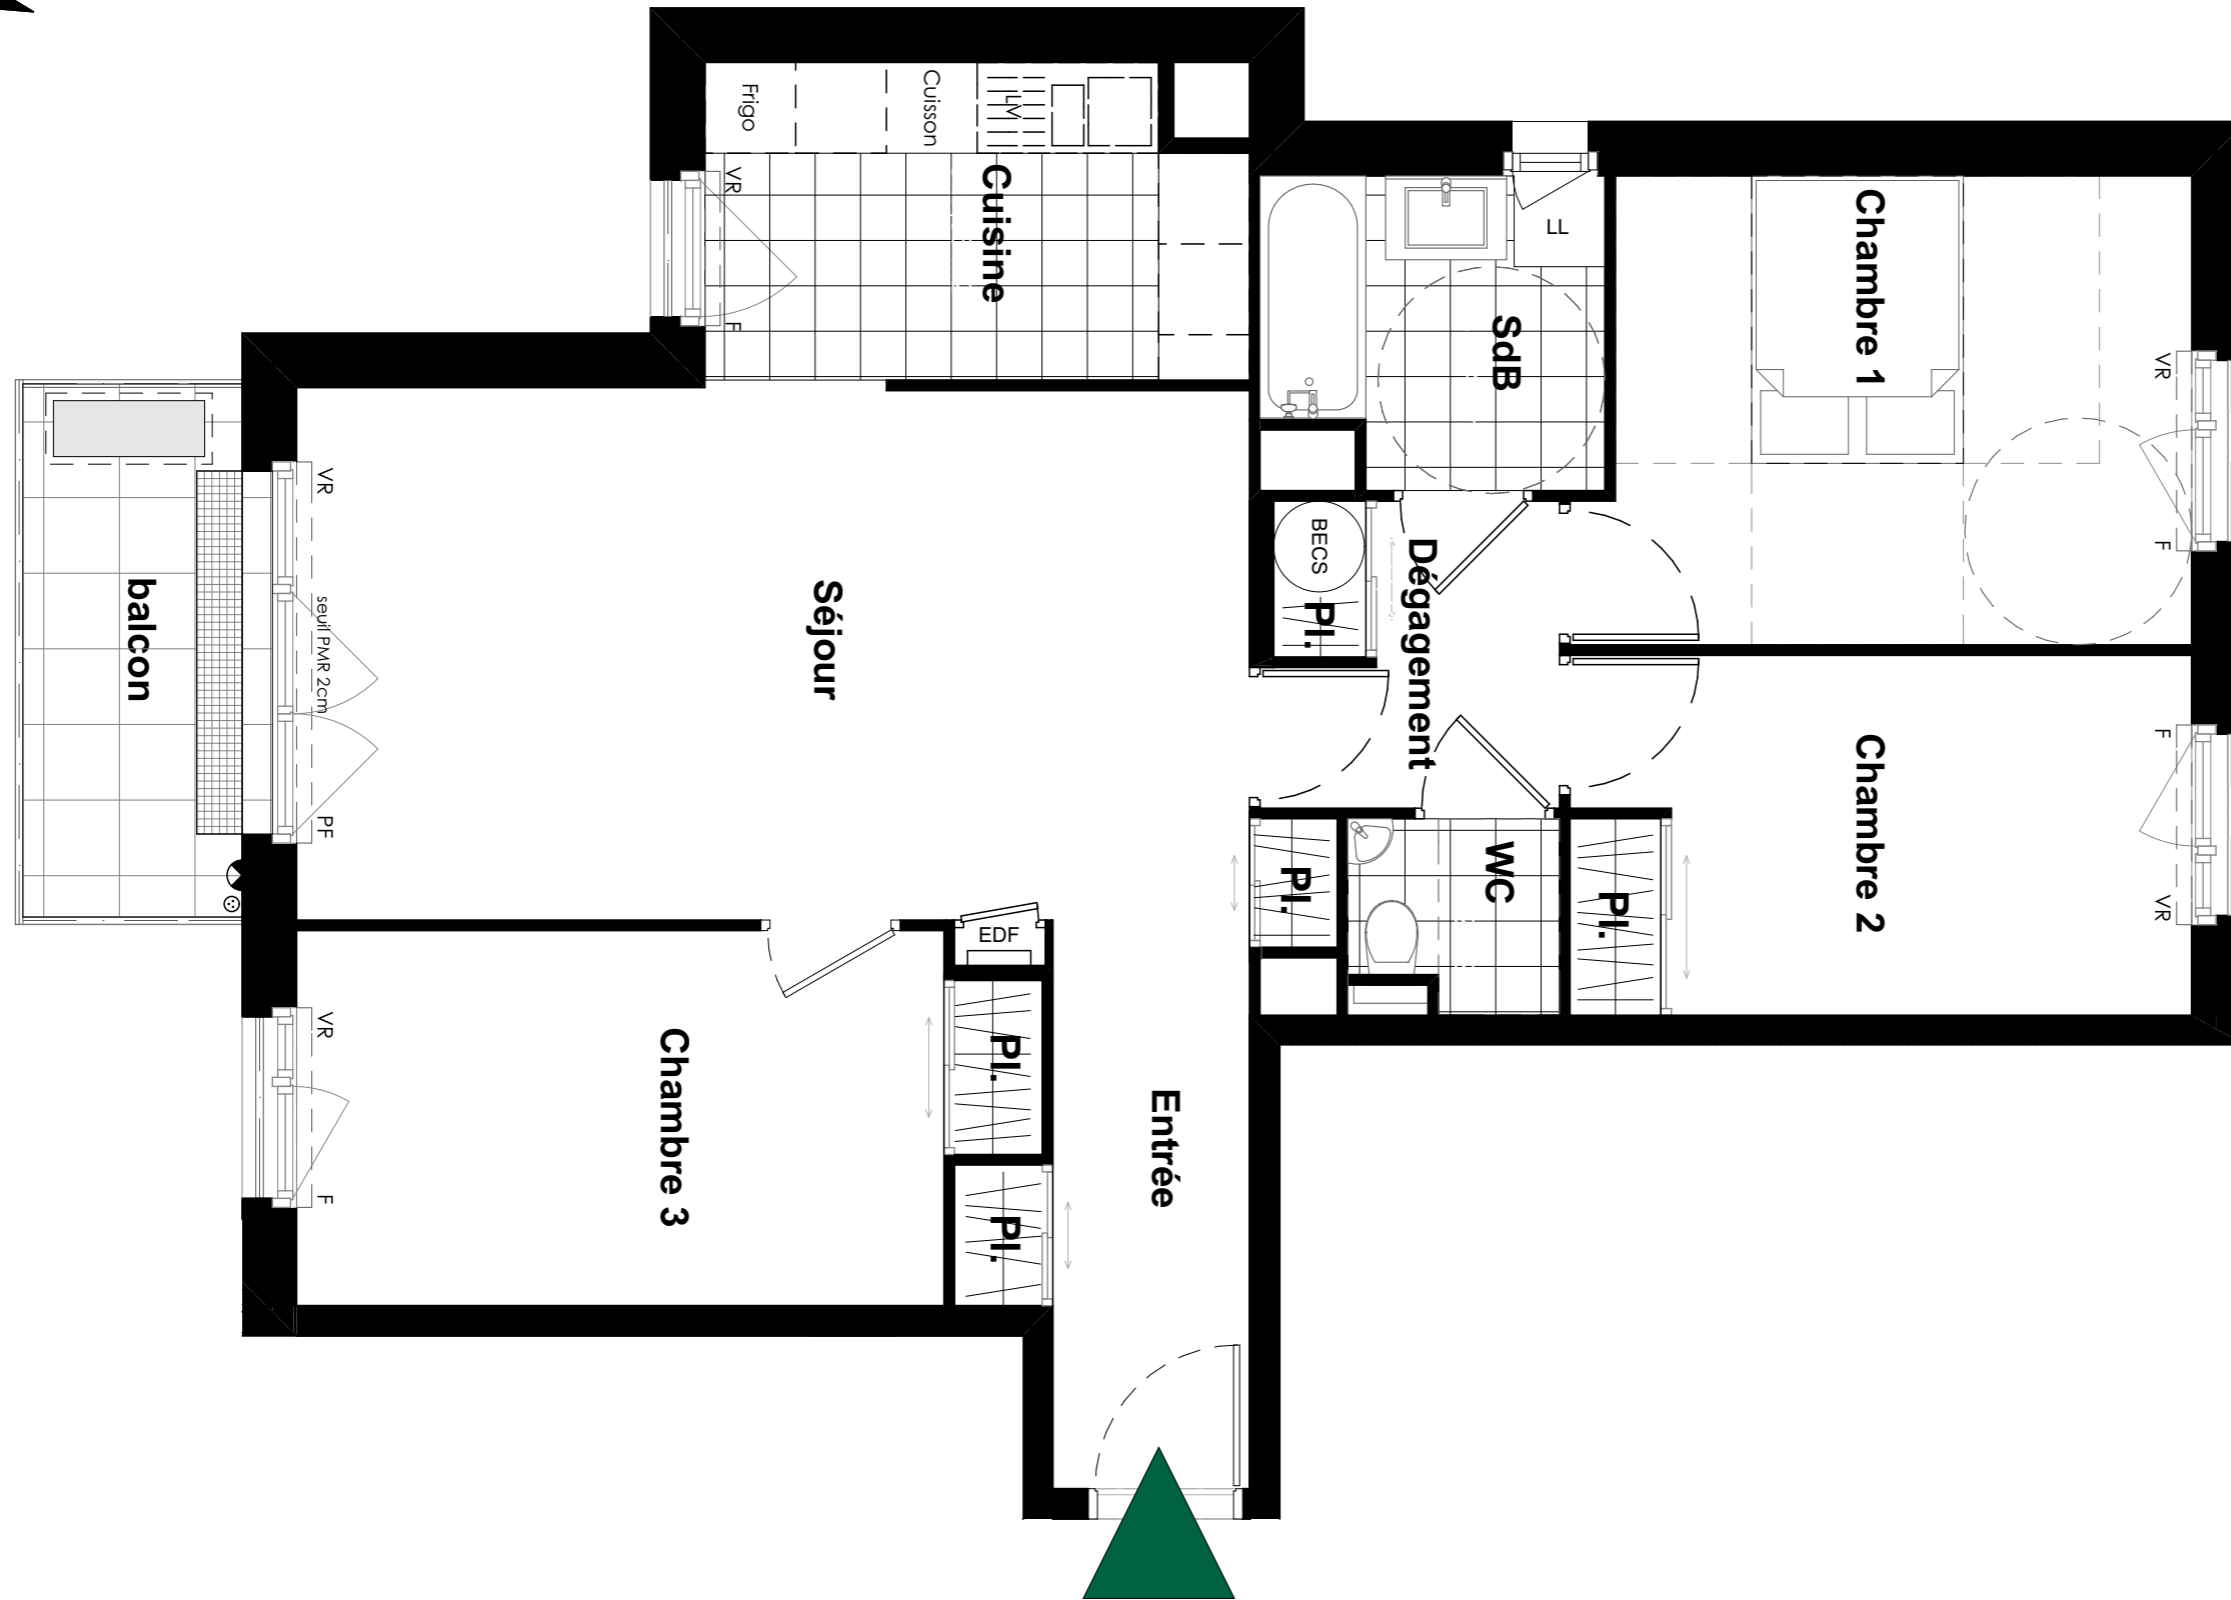 Frigo
Cuisson
LV
VR
F
Cuisine
LL
SdB
Chambre 1
VR
F
BECS
Pl.
Dégagement
VR
seuil PMR 2cm
PF
balcon
Séjour
F
VR
Chambre 2
Pl.
WC
Pl.
EDF
Pl.
Pl.
VR
F
Chambre 3
Entrée